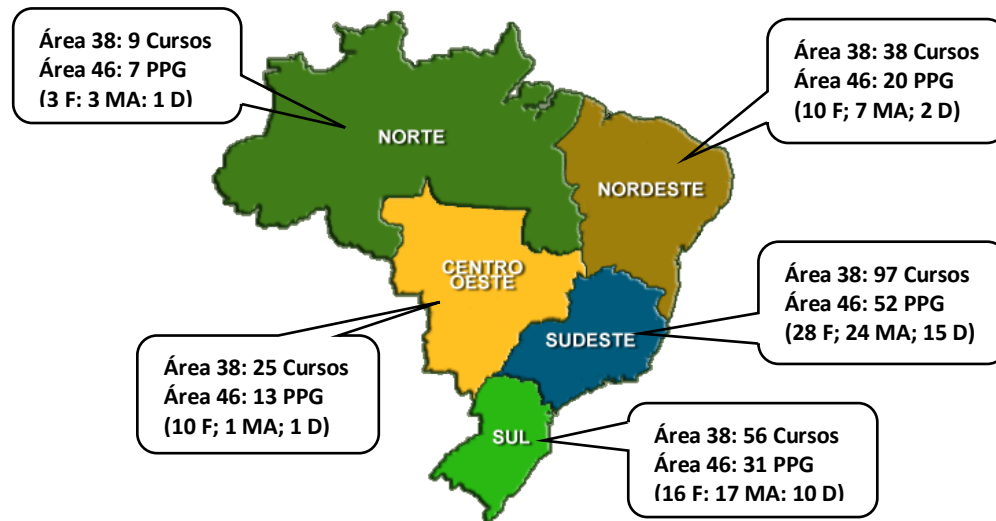 Área 38: 9 Cursos
Área 46: 7 PPG
(3 F; 3 MA; 1 D)
Área 38: 38 Cursos
Área 46: 20 PPG
(10 F; 7 MA; 2 D)
NORTE
NORDESTE
CENTRO
OESTE
Área 38: 97 Cursos
Área 46: 52 PPG
(28 F; 24 MA; 15 D)
SUDESTE
Área 38: 25 Cursos
Área 46: 13 PPG
(10 F; 1 MA; 1 D)
SUL
Área 38: 56 Cursos
Área 46: 31 PPG
(16 F; 17 MA; 10 D)